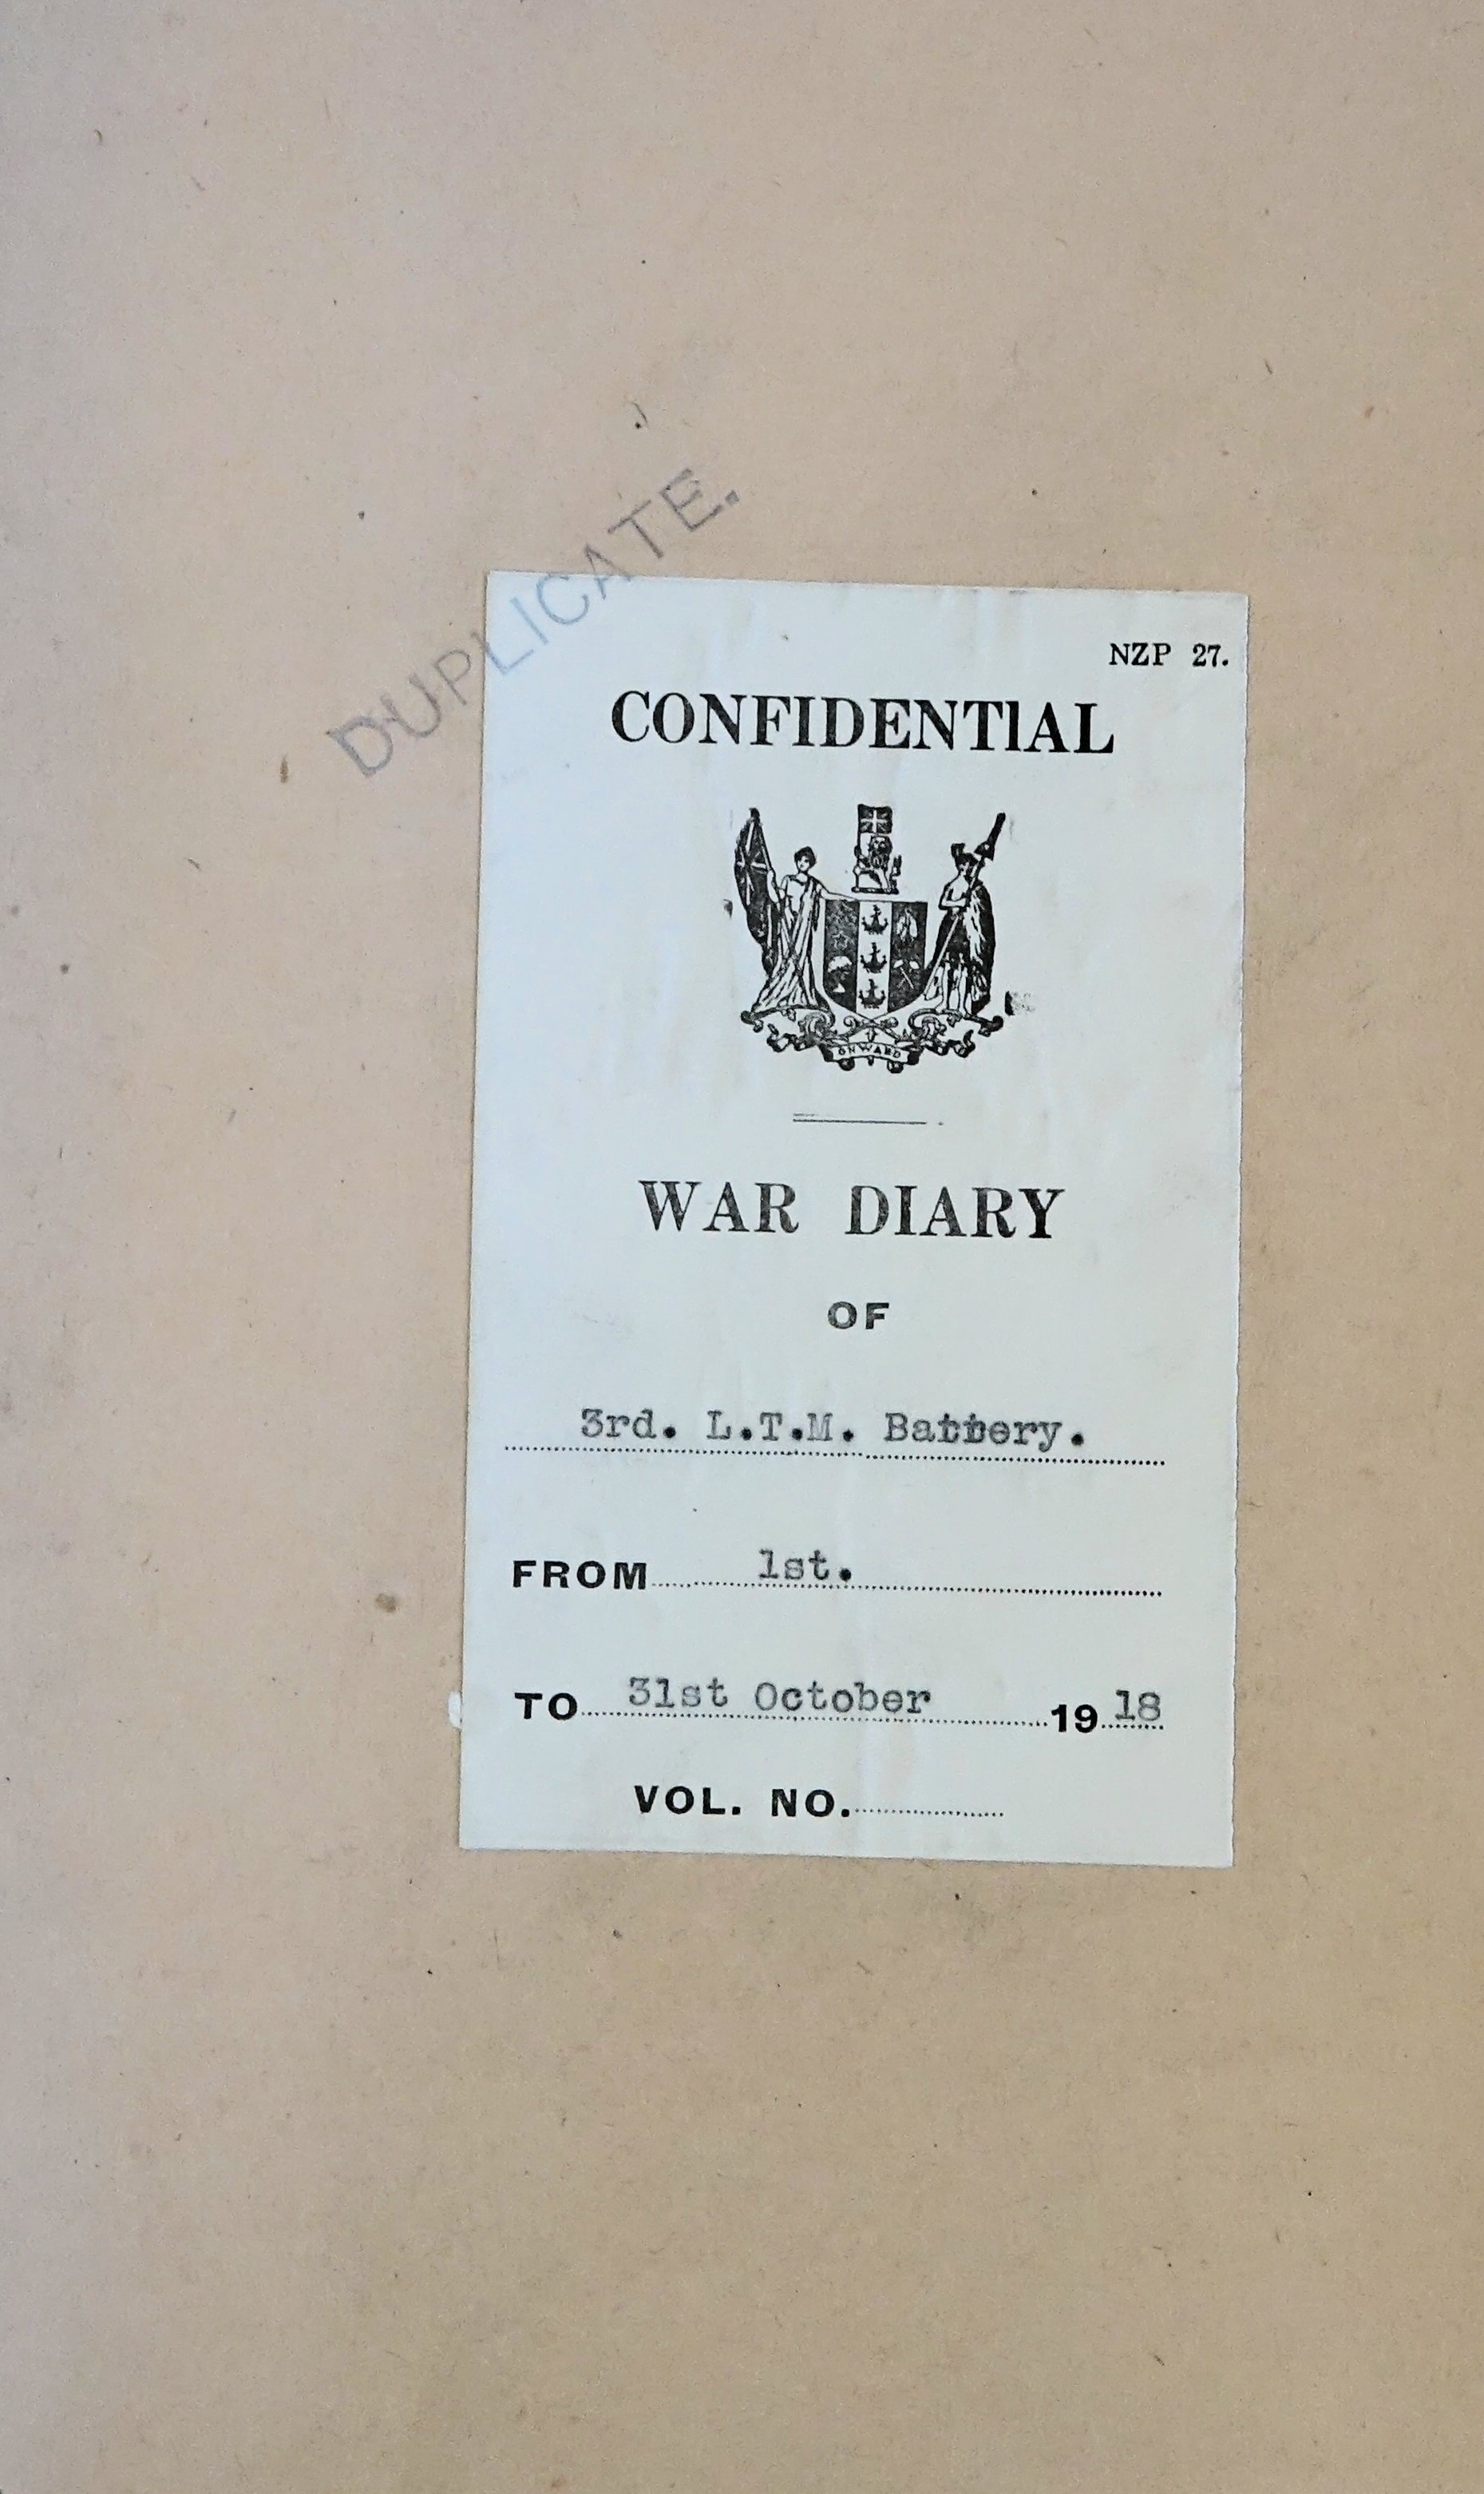 DUPLICATE.
NZP 27.
CONFIDENTIAL
ONWARD
WAR DIARY
OF
3rd. L.T.M. Battery.
FROM 1st.
TO 31st October 1918
VOL. NO.